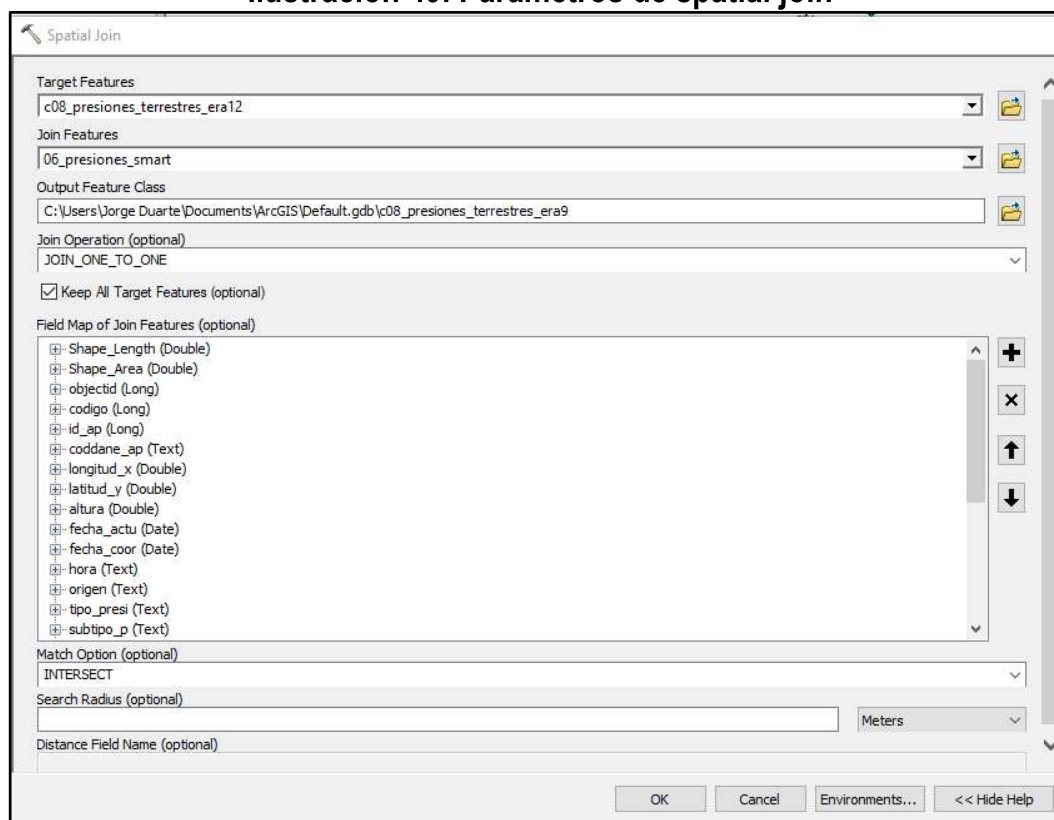 Spatial Join
Target Features
c08_presiones_terrestres_era12
Join Features
06_presiones_smart
Output Feature Class
C:\Users\Jorge Duarte\Documents\ArcGIS\Default.gdb\c08_presiones_terrestres_era9
Join Operation (optional)
JOIN_ONE_TO_ONE
Keep All Target Features (optional)
Field Map of Join Features (optional)
Shape_Length (Double)
Shape_Area (Double)
objectid (Long)
codigo (Long)
id_ap (Long)
coddane_ap (Text)
longitud_x (Double)
latitud_y (Double)
altura (Double)
fecha_actu (Date)
fecha_coor (Date)
hora (Text)
origen (Text)
tipo_presi (Text)
subtipo_p (Text)
Match Option (optional)
INTERSECT
Search Radius (optional)
Meters
Distance Field Name (optional)
OK Cancel Environments... << Hide Help